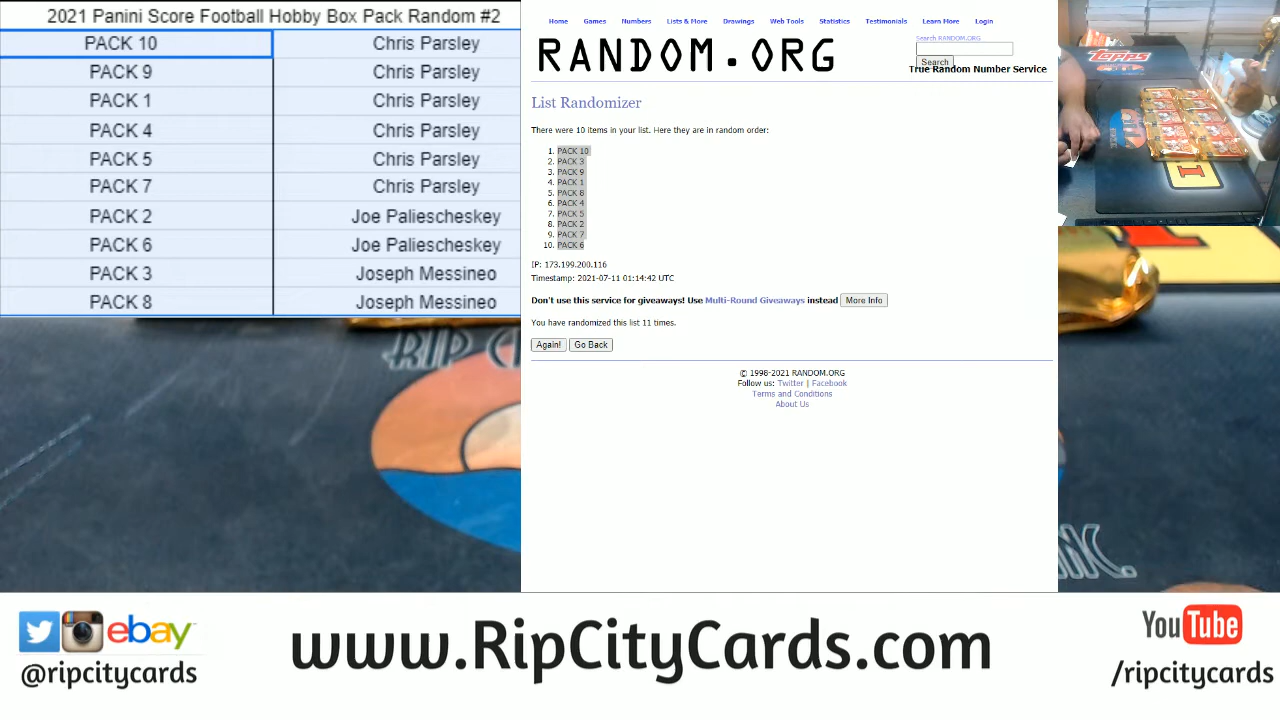 2021 Panini Score Football Hobby Box Pack Random #2
PACK 10 Chris Parsley
PACK 9 Chris Parsley
PACK 1 Chris Parsley
PACK 4 Chris Parsley
PACK 5 Chris Parsley
PACK 7 Chris Parsley
PACK 2 Joe Paliescheskey
PACK 6 Joe Paliescheskey
PACK 3 Joseph Messineo
PACK 8 Joseph Messineo
RIP CI
Home Games Numbers Lists & More Drawings Web Tools Statistics Testimonials Learn More Login
RANDOM.ORG
Search RANDOM.ORG
Search
True Random Number Service
List Randomizer
There were 10 items in your list. Here they are in random order:
1. PACK 10
2. PACK 3
3. PACK 9
4. PACK 1
5. PACK 8
6. PACK 4
7. PACK 5
8. PACK 2
9. PACK 7
10. PACK 6
IP: 173.199.200.116
Timestamp: 2021-07-11 01:14:42 UTC
Don't use this service for giveaways! Use Multi-Round Giveaways instead More Info
You have randomized this list 11 times.
Again! Go Back
© 1998-2021 RANDOM.ORG
Follow us: Twitter | Facebook
Terms and Conditions
About Us
Topps
ebay
@ripcitycards
www.RipCityCards.com
YouTube
/ripcitycards